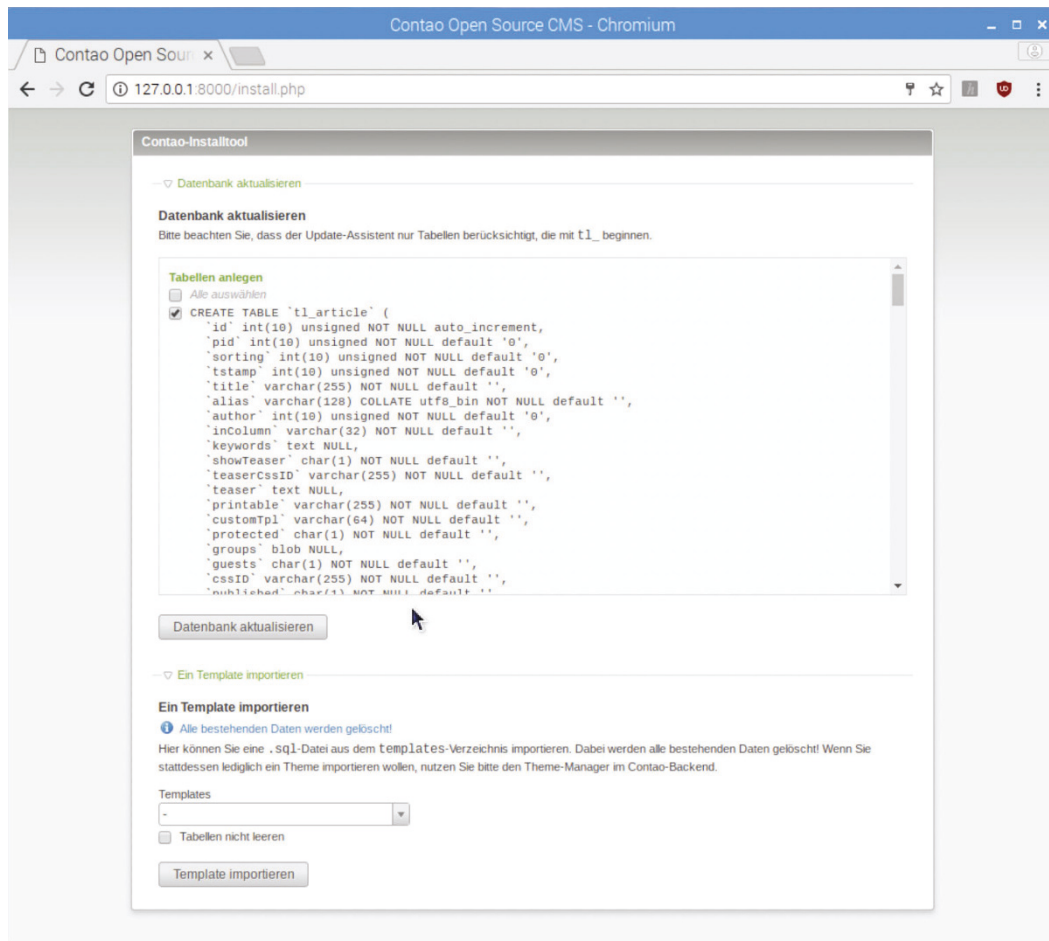 Contao Open Source CMS - Chromium
Contao Open Sour
127.0.0.1:8000/install.php
Contao-Installtool
Datenbank aktualisieren
Datenbank aktualisieren
Bitte beachten Sie, dass der Update-Assistent nur Tabellen berücksichtigt, die mit tl_ beginnen.
Tabellen anlegen
Alle auswählen
CREATE TABLE `tl_article` (
`id` int(10) unsigned NOT NULL auto_increment,
`pid` int(10) unsigned NOT NULL default '0',
`sorting` int(10) unsigned NOT NULL default '0',
`tstamp` int(10) unsigned NOT NULL default '0',
`title` varchar(255) NOT NULL default '',
`alias` varchar(128) COLLATE utf8_bin NOT NULL default '',
`author` int(10) unsigned NOT NULL default '0',
`inColumn` varchar(32) NOT NULL default '',
`keywords` text NULL,
`showTeaser` char(1) NOT NULL default '',
`teaserCssID` varchar(255) NOT NULL default '',
`teaser` text NULL,
`printable` varchar(255) NOT NULL default '',
`customTpl` varchar(64) NOT NULL default '',
`protected` char(1) NOT NULL default '',
`groups` blob NULL,
`guests` char(1) NOT NULL default '',
`cssID` varchar(255) NOT NULL default '',
`published` char(1) NOT NULL default ''
Datenbank aktualisieren
Ein Template importieren
Ein Template importieren
Alle bestehenden Daten werden gelöscht!
Hier können Sie eine .sql-Datei aus dem templates-Verzeichnis importieren. Dabei werden alle bestehenden Daten gelöscht! Wenn Sie
stattdessen lediglich ein Theme importieren wollen, nutzen Sie bitte den Theme-Manager im Contao-Backend.
Templates
-
Tabellen nicht leeren
Template importieren